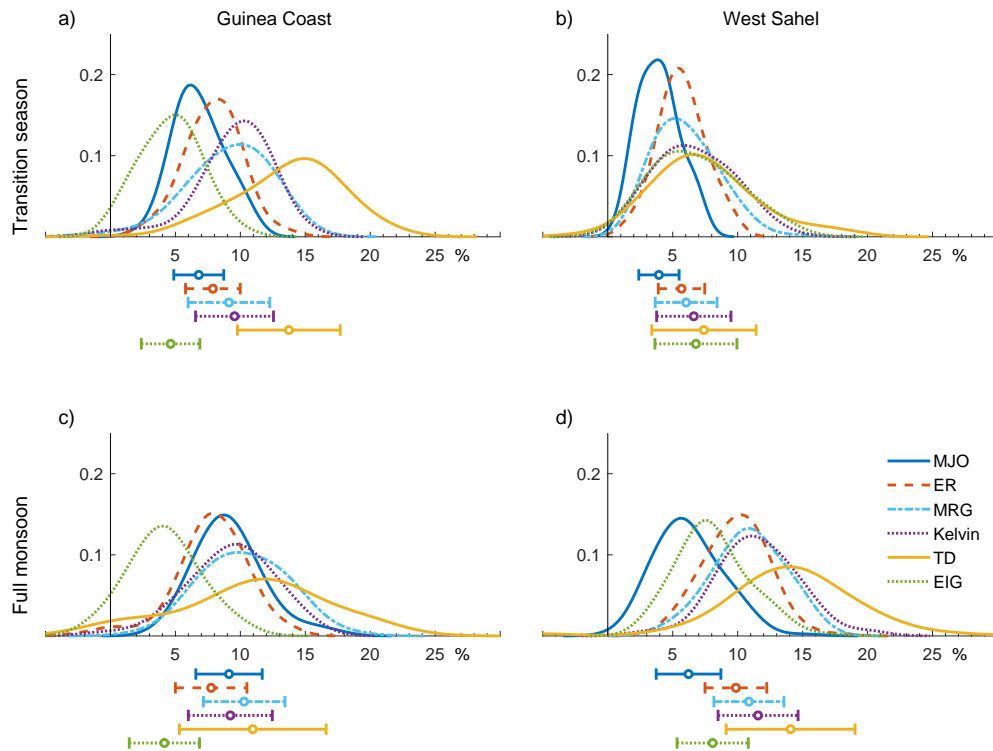 a) Guinea Coast
b) West Sahel
Transition season
0.2
0.1
5 10 15 20 25 %
0.2
0.1
5 10 15 20 25 %
c)
d)
Full monsoon
0.2
0.1
5 10 15 20 25 %
0.2
0.1
5 10 15 20 25 %
MJO
ER
MRG
Kelvin
TD
EIG